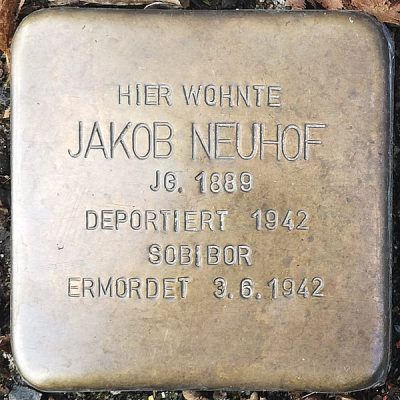 HIER WOHNTE
JAKOB NEUHOF
JG. 1889
DEPORTIERT 1942
SOBIBOR
ERMORDET 3.6.1942